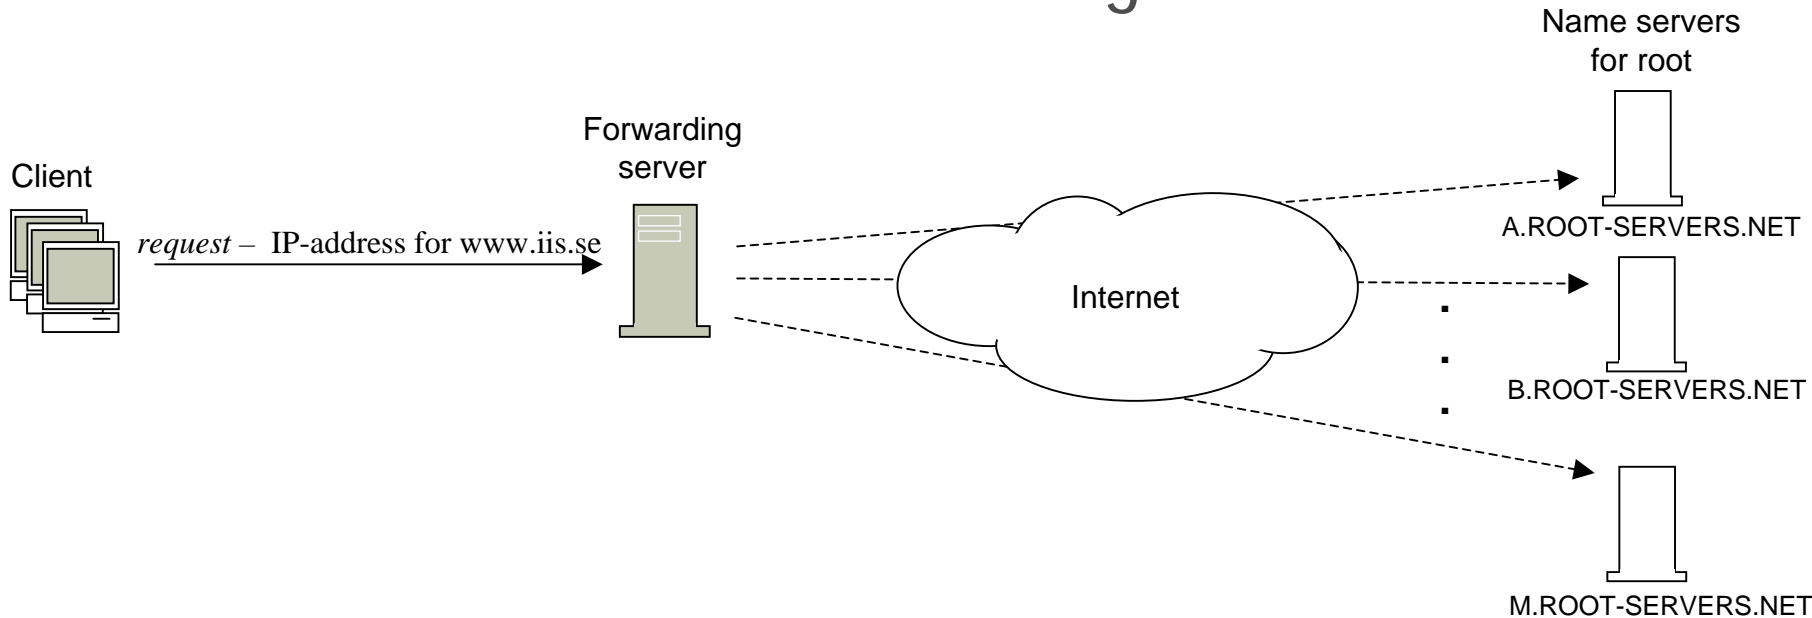 Name servers
for root
Forwarding
server
Client
request – IP-address for www.iis.se
Internet
A.ROOT-SERVERS.NET
B.ROOT-SERVERS.NET
.
.
.
M.ROOT-SERVERS.NET